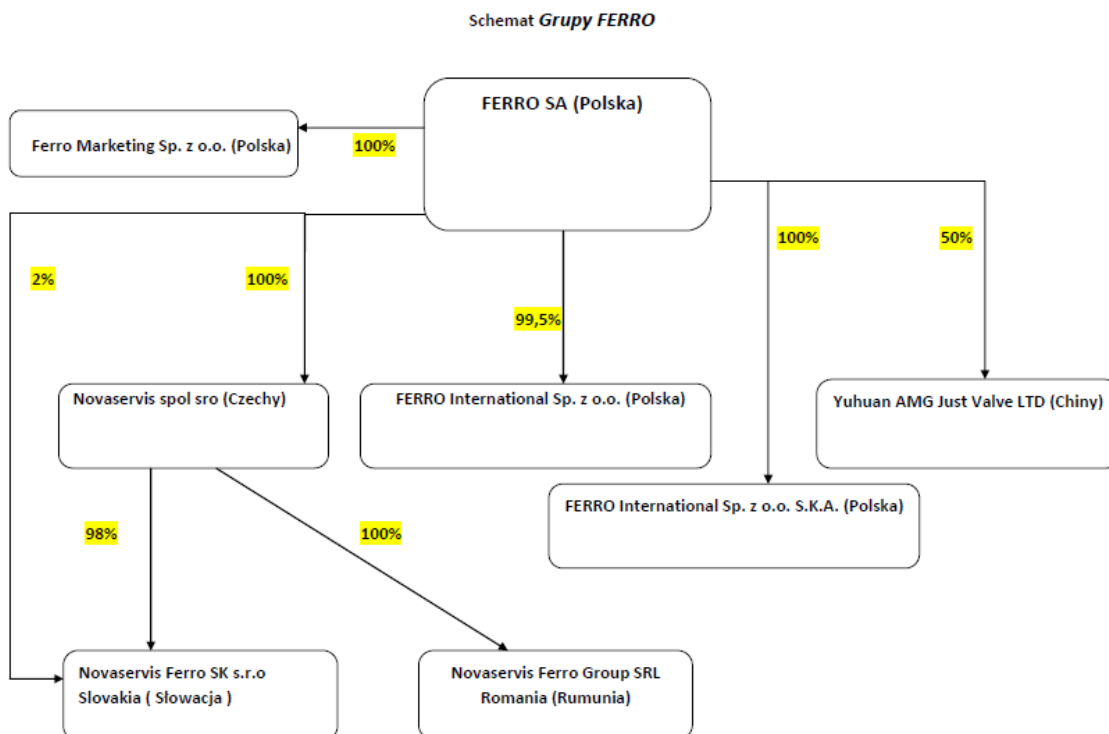 Schemat Grupy FERRO
FERRO SA (Polska)
Ferro Marketing Sp. z o.o. (Polska)
100%
100%
50%
2%
100%
99,5%
Novaservis spol sro (Czechy)
FERRO International Sp. z o.o. (Polska)
Yuhuan AMG Just Valve LTD (Chiny)
FERRO International Sp. z o.o. S.K.A. (Polska)
98%
100%
Novaservis Ferro SK s.r.o
Slovakia ( Słowacja )
Novaservis Ferro Group SRL
Romania (Rumunia)